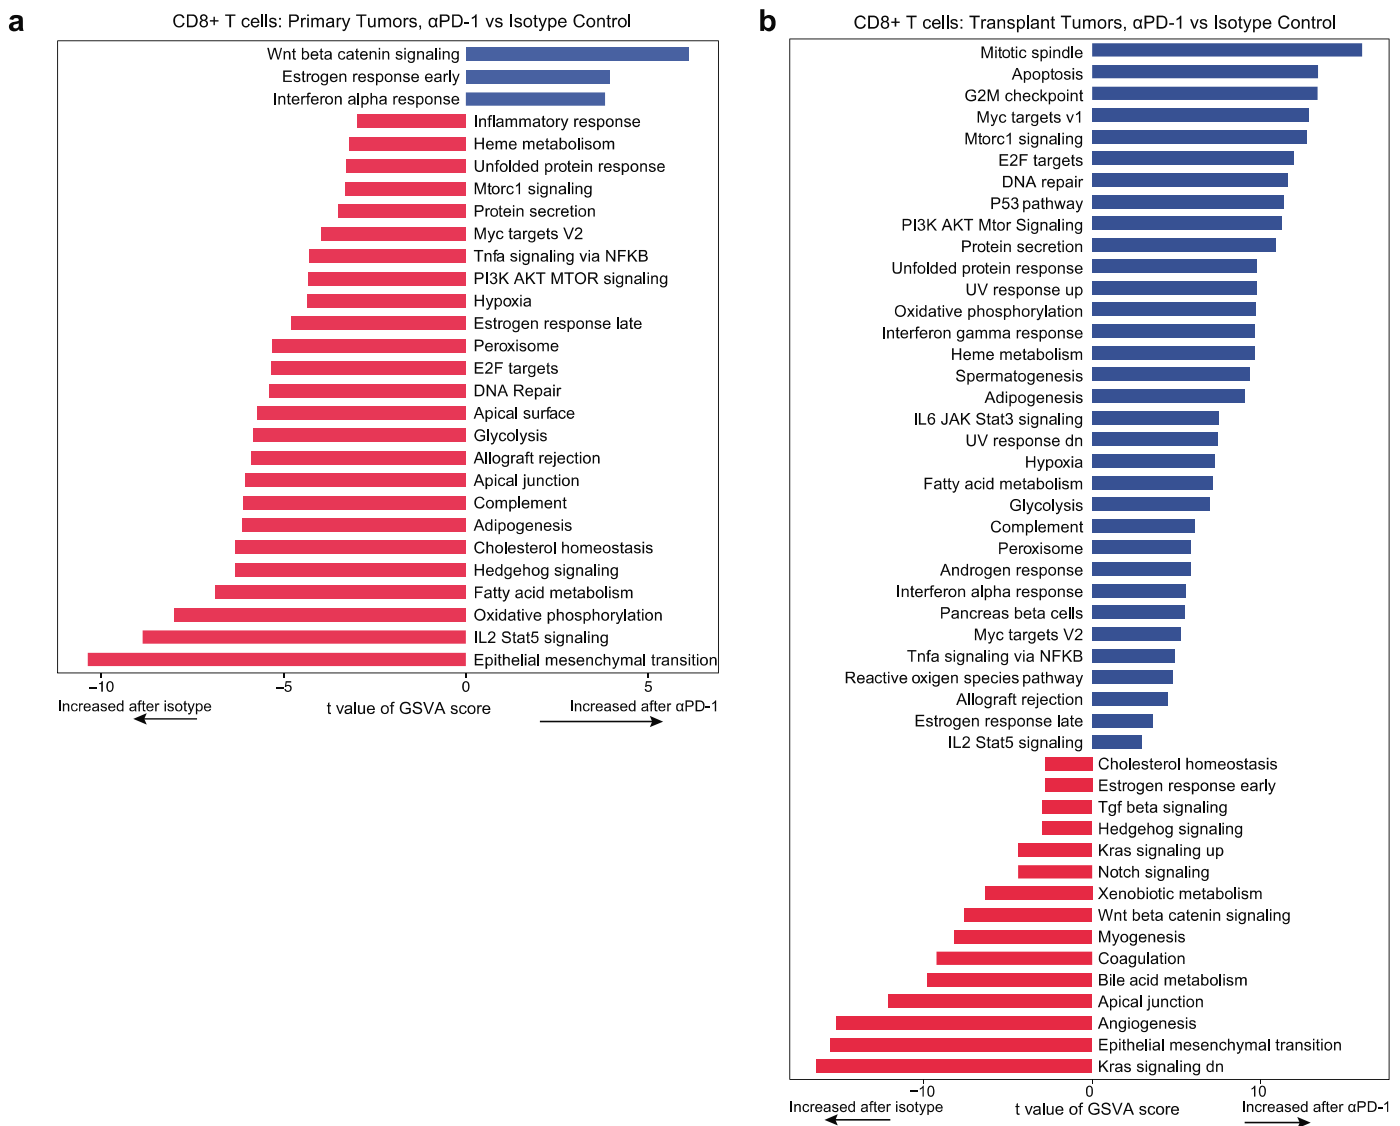 a
CD8+ T cells: Primary Tumors, αPD-1 vs Isotype Control
Wnt beta catenin signaling
Estrogen response early
Interferon alpha response
Inflammatory response
Heme metabolisom
Unfolded protein response
Mtorc1 signaling
Protein secretion
Myc targets V2
Tnfa signaling via NFKB
PI3K AKT MTOR signaling
Hypoxia
Estrogen response late
Peroxisome
E2F targets
DNA Repair
Apical surface
Glycolysis
Allograft rejection
Apical junction
Complement
Adipogenesis
Cholesterol homeostasis
Hedgehog signaling
Fatty acid metabolism
Oxidative phosphorylation
IL2 Stat5 signaling
Epithelial mesenchymal transition
−10 −5 0 5
Increased after isotype t value of GSVA score Increased after αPD-1
b
CD8+ T cells: Transplant Tumors, αPD-1 vs Isotype Control
Mitotic spindle
Apoptosis
G2M checkpoint
Myc targets v1
Mtorc1 signaling
E2F targets
DNA repair
P53 pathway
PI3K AKT Mtor Signaling
Protein secretion
Unfolded protein response
UV response up
Oxidative phosphorylation
Interferon gamma response
Heme metabolism
Spermatogenesis
Adipogenesis
IL6 JAK Stat3 signaling
UV response dn
Hypoxia
Fatty acid metabolism
Glycolysis
Complement
Peroxisome
Androgen response
Interferon alpha response
Pancreas beta cells
Myc targets V2
Tnfa signaling via NFKB
Reactive oxigen species pathway
Allograft rejection
Estrogen response late
IL2 Stat5 signaling
Cholesterol homeostasis
Estrogen response early
Tgf beta signaling
Hedgehog signaling
Kras signaling up
Notch signaling
Xenobiotic metabolism
Wnt beta catenin signaling
Myogenesis
Coagulation
Bile acid metabolism
Apical junction
Angiogenesis
Epithelial mesenchymal transition
Kras signaling dn
−10 0 10
Increased after isotype t value of GSVA score Increased after αPD-1